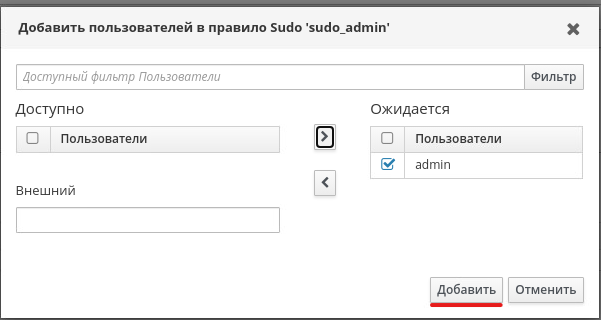 Добавить пользователей в правило Sudo 'sudo_admin'
Доступный фильтр Пользователи
Фильтр
Доступно
Ожидается
Пользователи
Пользователи
admin
Внешний
Добавить
Отменить